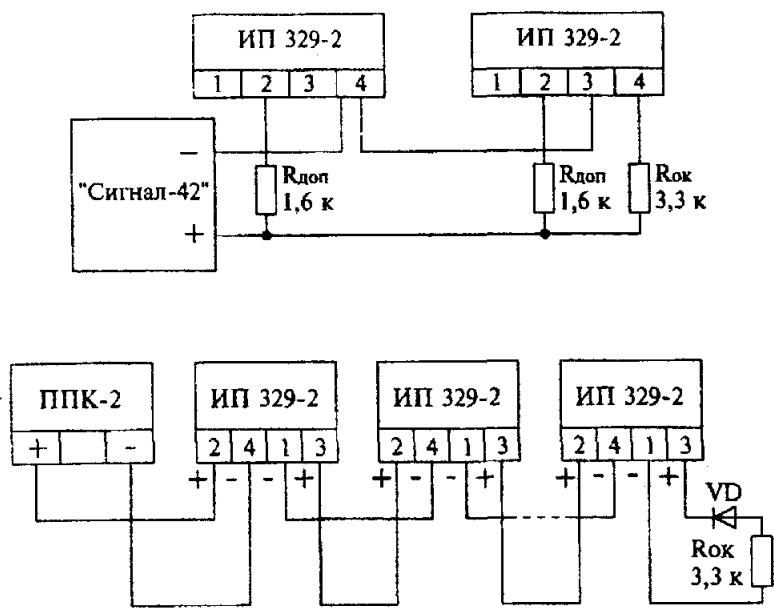 ИП 329-2 ИП 329-2
1 2 3 4 1 2 3 4
− Rдоп Rдоп Rок
"Сигнал-42" 1,6 к 1,6 к 3,3 к
+
ППК-2 ИП 329-2 ИП 329-2 ИП 329-2
+ - 2 4 1 3 2 4 1 3 2 4 1 3
+ - - + + - - + + - - +
VD
Rок
3,3 к